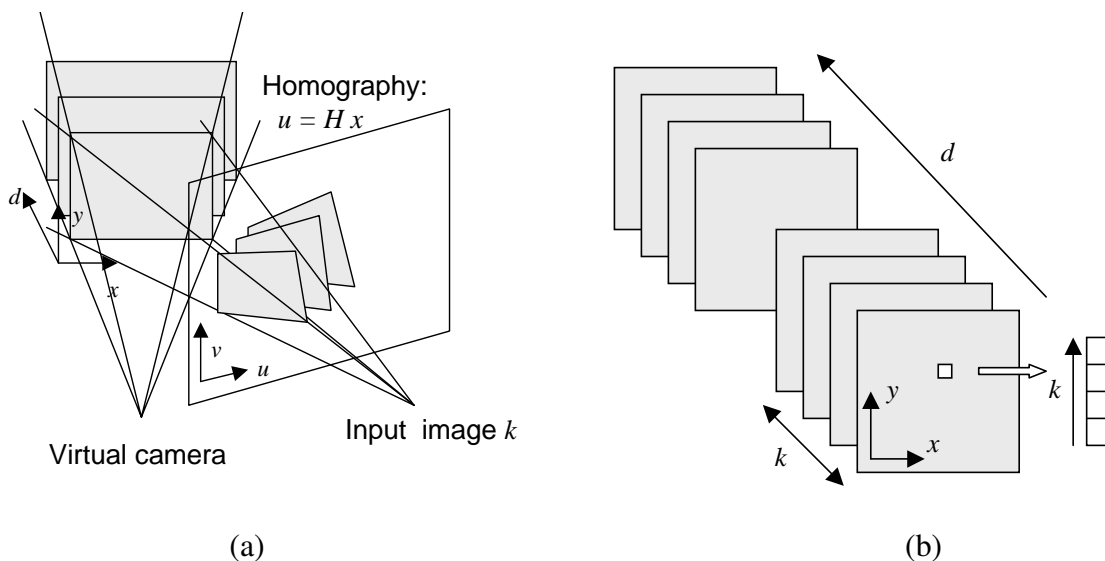 Homography:
u = H x
d
y
x
v
u
Virtual camera
Input image k
(a)
d
k
y
x
k
(b)